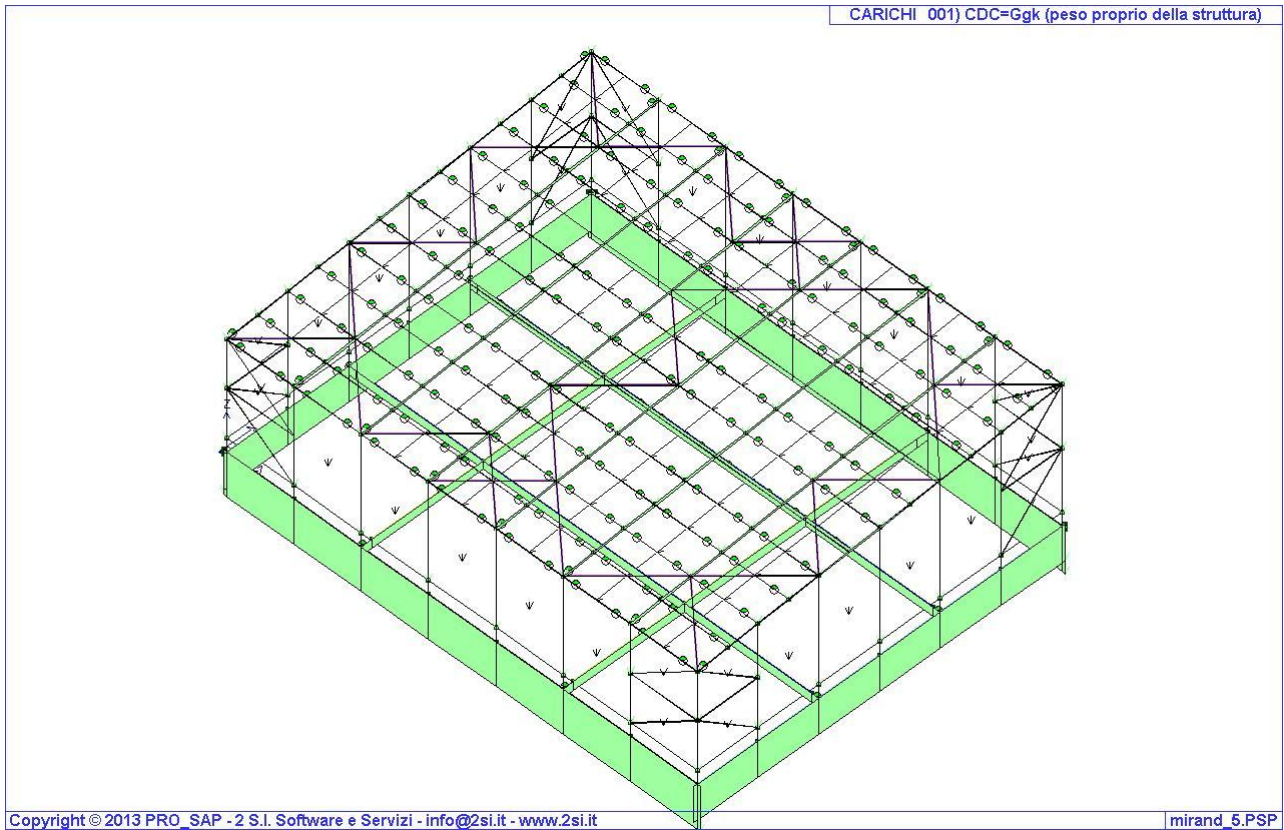 CARICHI 001) CDC=Ggk (peso proprio della struttura)
Z
Copyright © 2013 PRO_SAP - 2 S.I. Software e Servizi - info@2si.it - www.2si.it
mirand_5.PSP